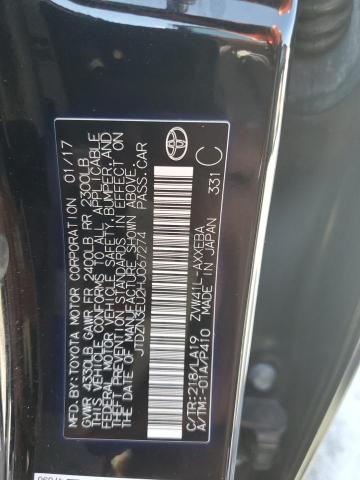 MFD.BY:TOYOTA MOTOR CORPORATION 01/17
GVWR 4330LB GAWR FR 2400LB RR 2300LB
THIS VEHICLE CONFORMS TO ALL APPLICABLE
FEDERAL MOTOR VEHICLE SAFETY, BUMPER, AND
THEFT PREVENTION STANDARDS IN EFFECT ON
THE DATE OF MANUFACTURE SHOWN ABOVE.
JTDZN3EU2HJ067274 PASS.CAR
C/TR:218/LA19 ZVW41L-AXXEBA
A/TM:-01A/P410 MADE IN JAPAN
331 C